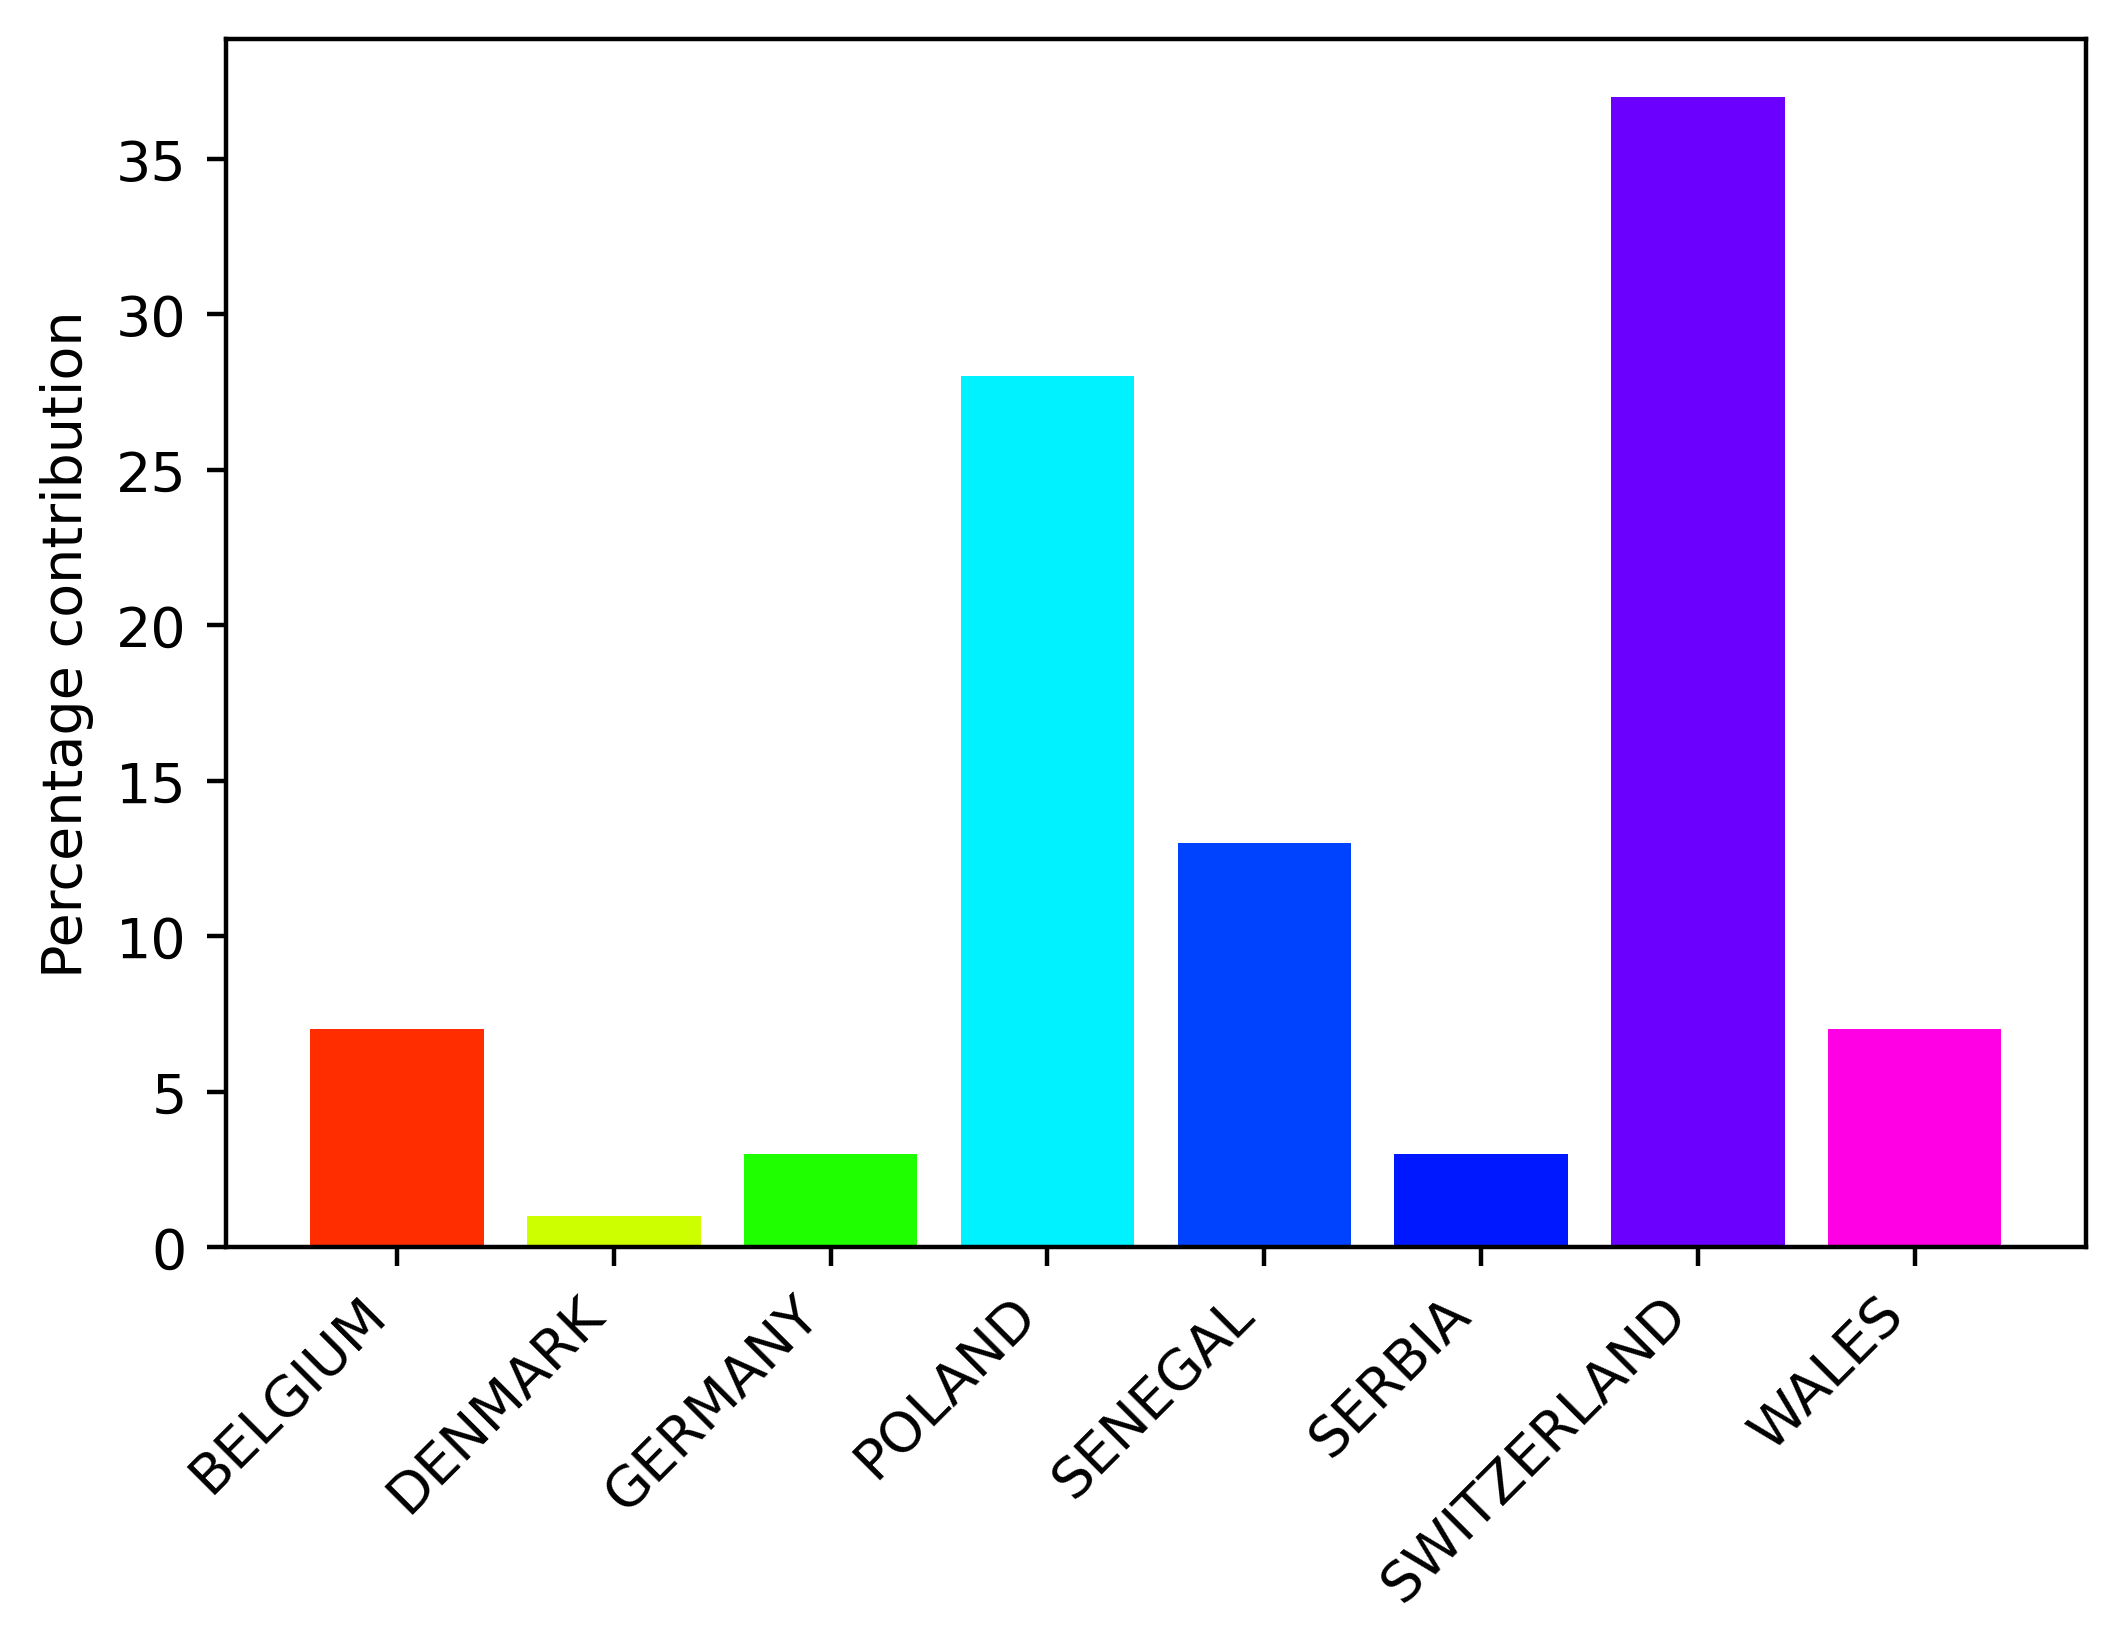 Percentage contribution
35
30
25
20
15
10
5
0
BELGIUM
DENMARK
GERMANY
POLAND
SENEGAL
SERBIA
SWITZERLAND
WALES